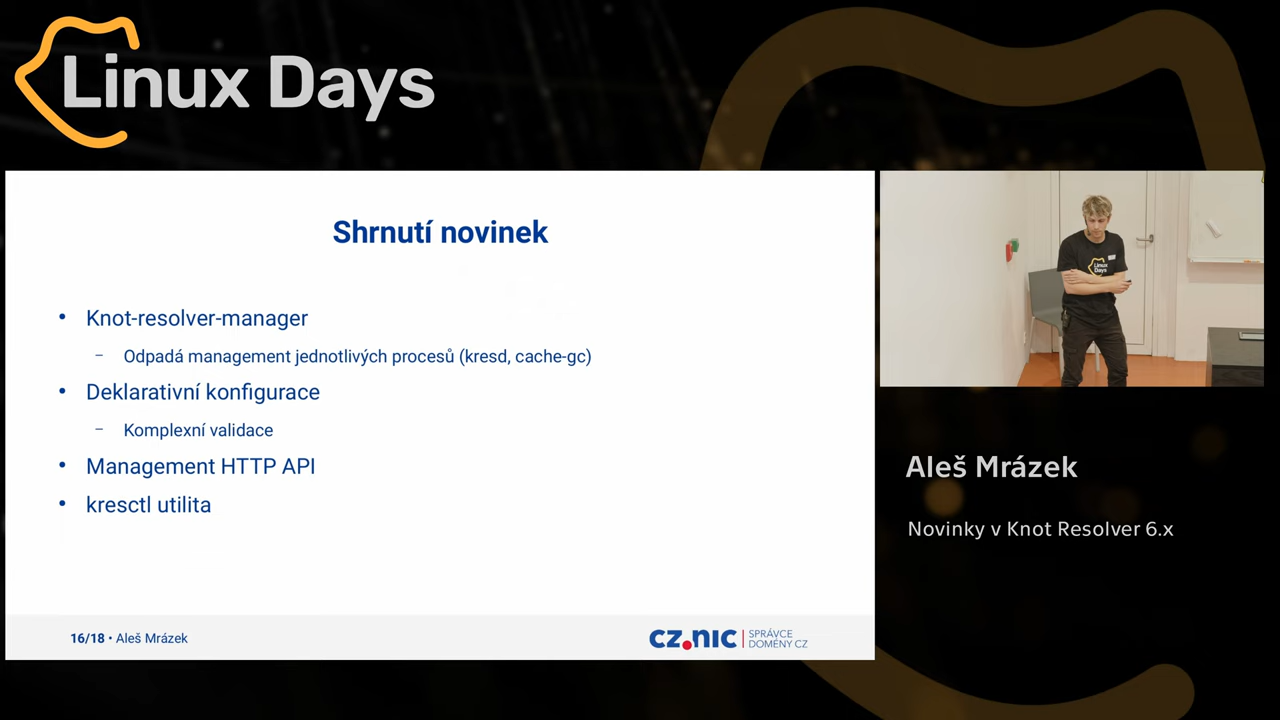 Linux Days
Shrnutí novinek
• Knot-resolver-manager
– Odpadá management jednotlivých procesů (kresd, cache-gc)
• Deklarativní konfigurace
– Komplexní validace
• Management HTTP API
• kresctl utilita
16/18 • Aleš Mrázek
CZ.NIC | SPRÁVCE
DOMÉNY CZ
Linux
Days
Aleš Mrázek
Novinky v Knot Resolver 6.x